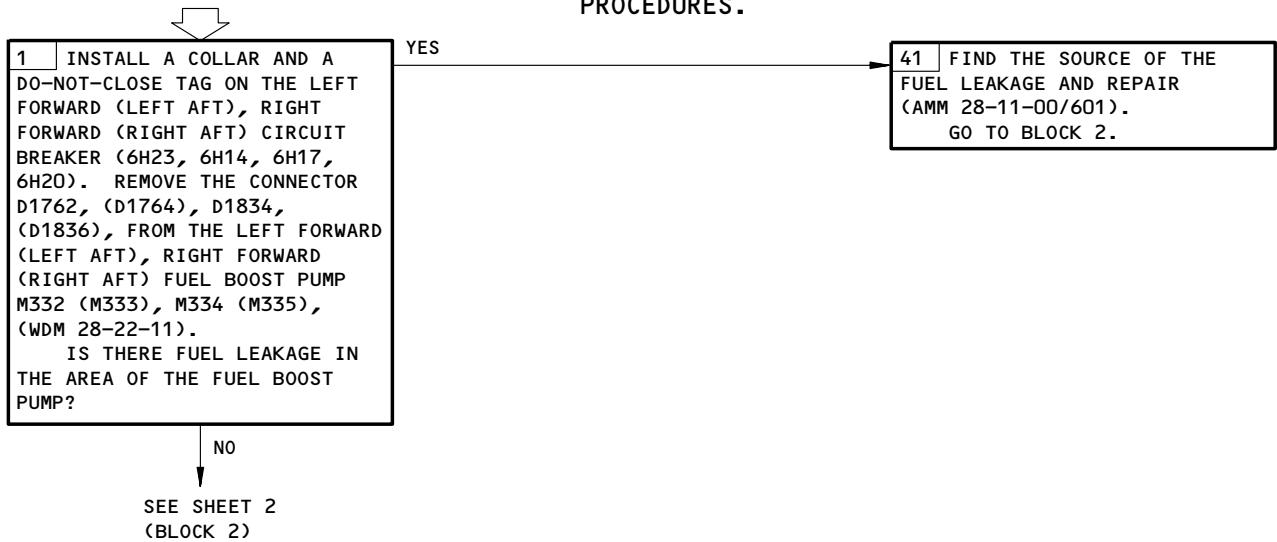 PROCEDURES.
1 INSTALL A COLLAR AND A
DO-NOT-CLOSE TAG ON THE LEFT
FORWARD (LEFT AFT), RIGHT
FORWARD (RIGHT AFT) CIRCUIT
BREAKER (6H23, 6H14, 6H17,
6H20). REMOVE THE CONNECTOR
D1762, (D1764), D1834,
(D1836), FROM THE LEFT FORWARD
(LEFT AFT), RIGHT FORWARD
(RIGHT AFT) FUEL BOOST PUMP
M332 (M333), M334 (M335),
(WDM 28-22-11).
IS THERE FUEL LEAKAGE IN
THE AREA OF THE FUEL BOOST
PUMP?
YES
41 FIND THE SOURCE OF THE
FUEL LEAKAGE AND REPAIR
(AMM 28-11-00/601).
GO TO BLOCK 2.
NO
SEE SHEET 2
(BLOCK 2)